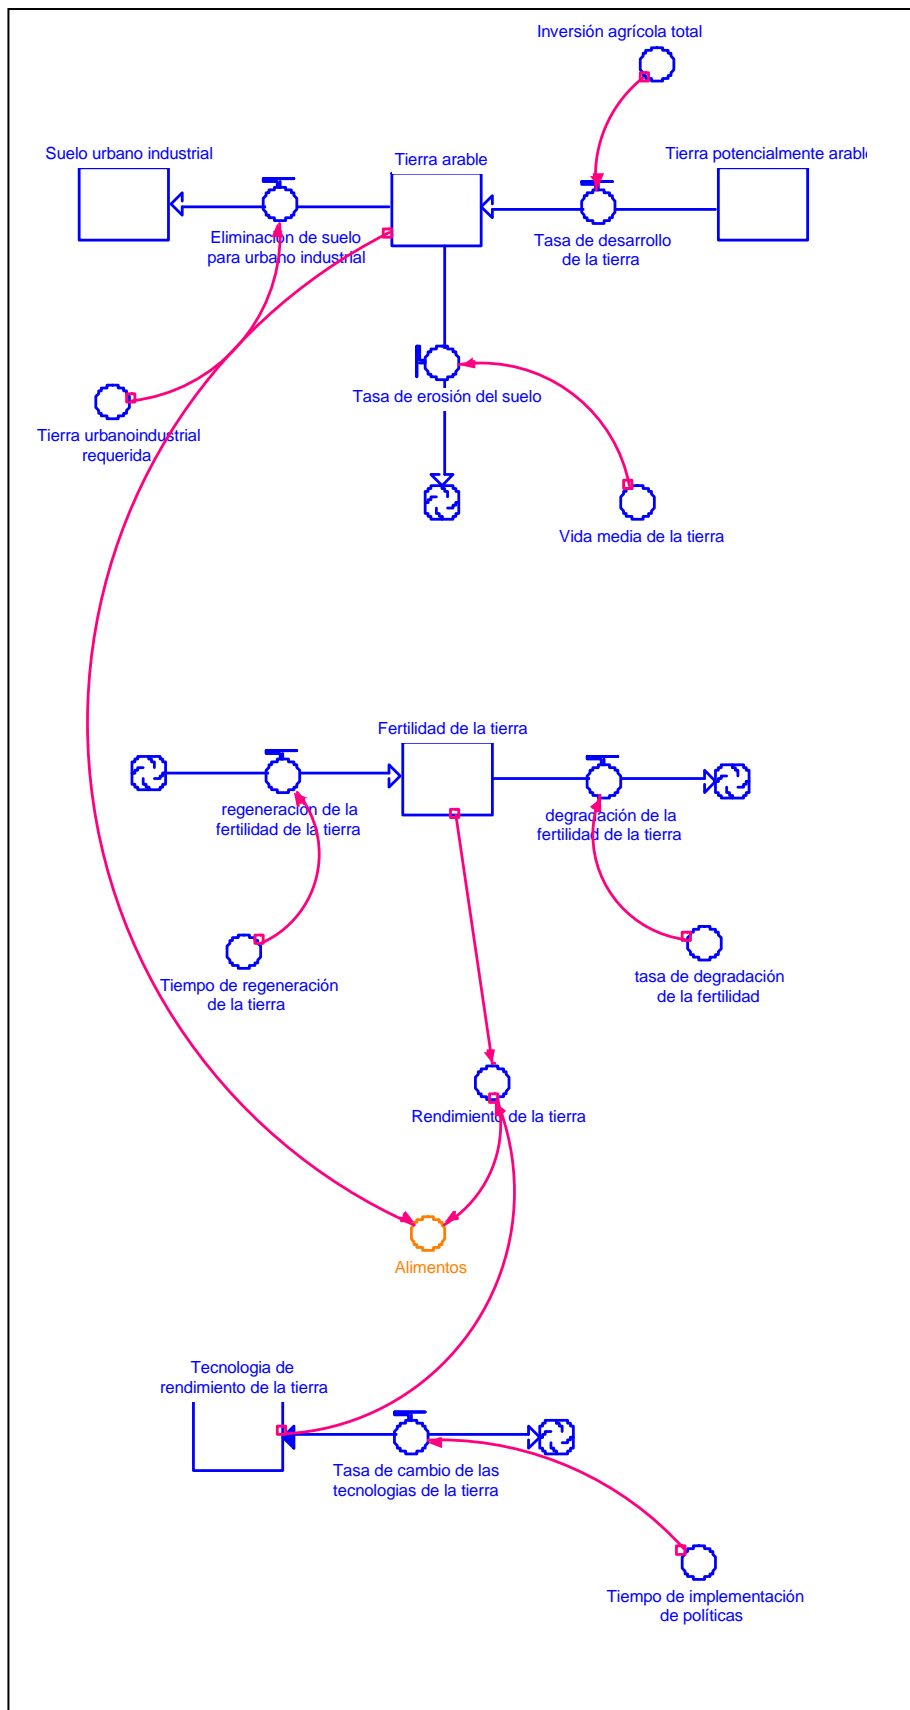 Inversión agrícola total
Suelo urbano industrial
Tierra arable
Tierra potencialmente arable
Eliminación de suelo
para urbano industrial
Tasa de desarrollo
de la tierra
Tasa de erosión del suelo
Tierra urbanoindustrial
requerida
Vida media de la tierra
Fertilidad de la tierra
regeneración de la
fertilidad de la tierra
degradación de la
fertilidad de la tierra
Tiempo de regeneración
de la tierra
tasa de degradación
de la fertilidad
Rendimiento de la tierra
Alimentos
Tecnologia de
rendimiento de la tierra
Tasa de cambio de las
tecnologias de la tierra
Tiempo de implementación
de políticas